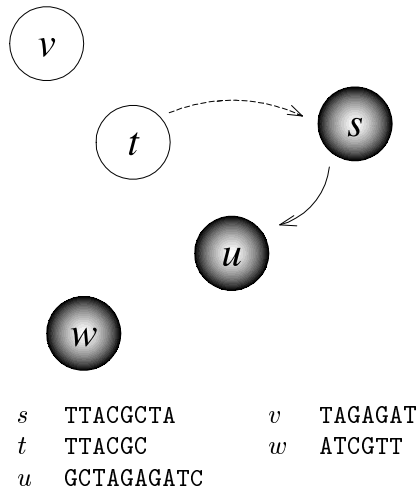 v
t
s
u
w
s TTACGCTA v TAGAGAT
t TTACGC w ATCGTT
u GCTAGAGATC